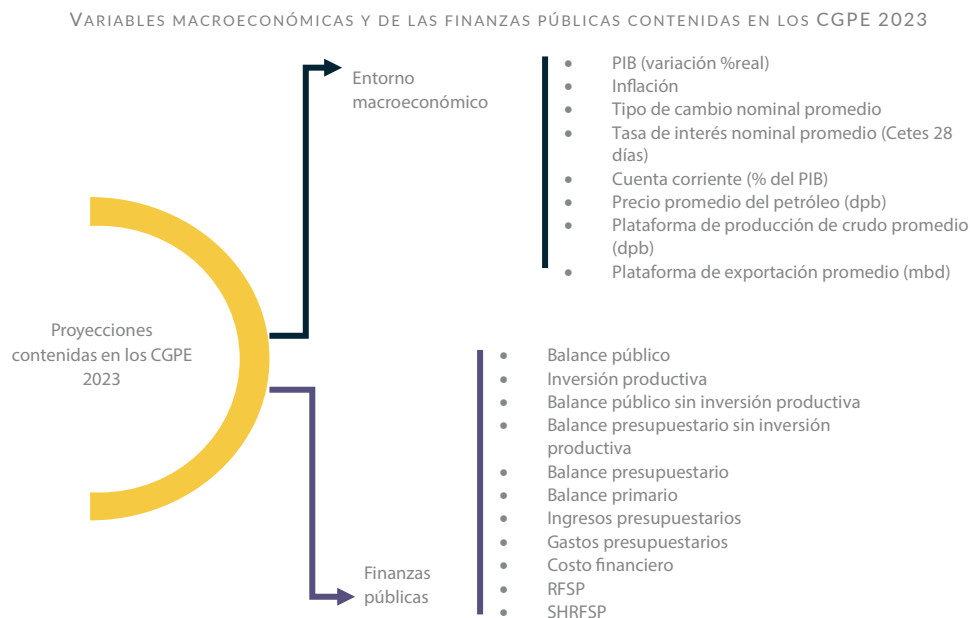 VARIABLES MACROECONÓMICAS Y DE LAS FINANZAS PÚBLICAS CONTENIDAS EN LOS CGPE 2023
Proyecciones
contenidas en los CGPE
2023
Entorno
macroeconómico
• PIB (variación %real)
• Inflación
• Tipo de cambio nominal promedio
• Tasa de interés nominal promedio (Cetes 28
días)
• Cuenta corriente (% del PIB)
• Precio promedio del petróleo (dpb)
• Plataforma de producción de crudo promedio
(dpb)
• Plataforma de exportación promedio (mbd)
Finanzas
públicas
• Balance público
• Inversión productiva
• Balance público sin inversión productiva
• Balance presupuestario sin inversión
productiva
• Balance presupuestario
• Balance primario
• Ingresos presupuestarios
• Gastos presupuestarios
• Costo financiero
• RFSP
• SHRFSP